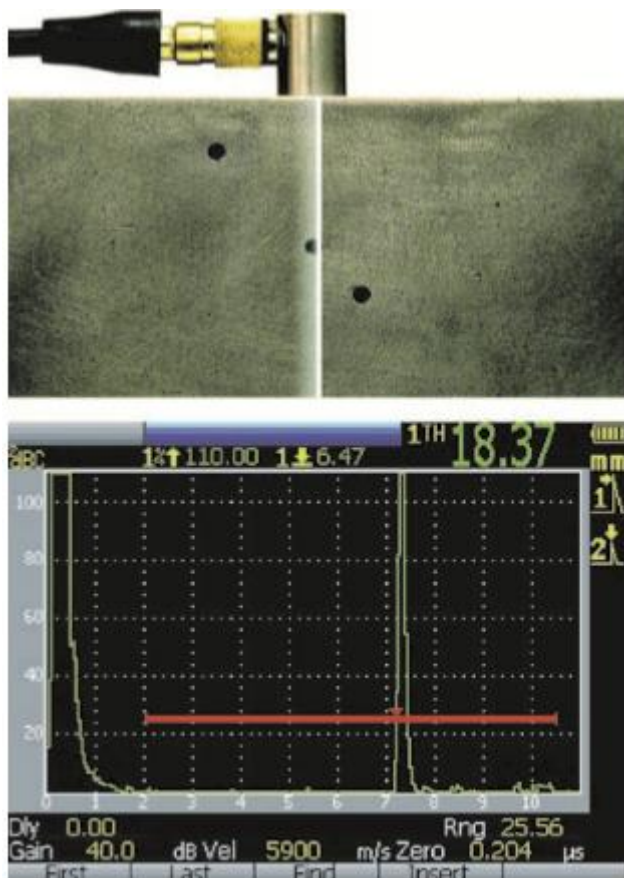 1TH 18.37
dBC 1%↑110.00 1↓6.47 mm
100
80
60
40
20
1
2
0 1 2 3 4 5 6 7 8 9 10
Dly 0.00 Rng 25.56
Gain 40.0 dB Vel 5900 m/s Zero 0.204 µs
First Last Find Insert